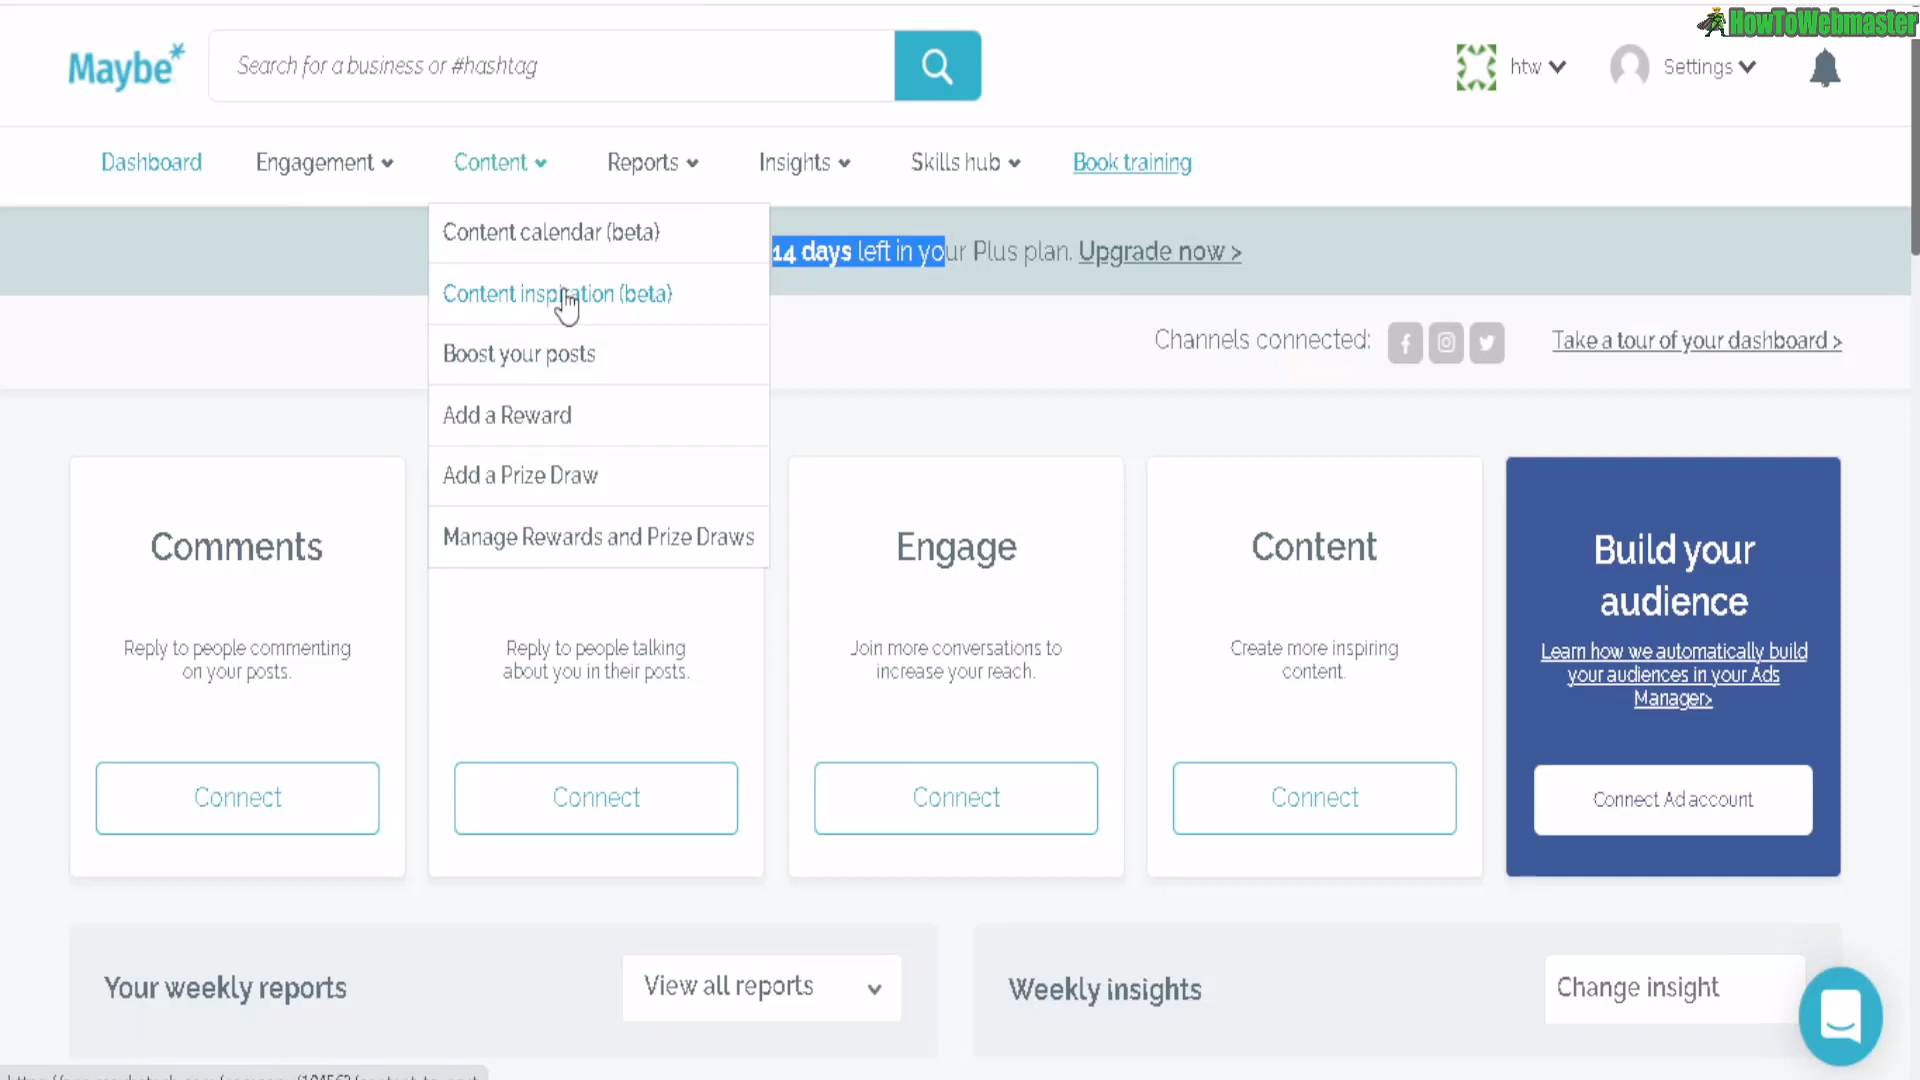 HowToWebmaster
Maybe*
Search for a business or #hashtag
htw
Settings
Dashboard
Engagement
Content
Reports
Insights
Skills hub
Book training
Content calendar (beta)
Content inspiration (beta)
Boost your posts
Add a Reward
Add a Prize Draw
Manage Rewards and Prize Draws
14 days left in your Plus plan. Upgrade now >
Channels connected:
Take a tour of your dashboard >
Comments
Reply to people commenting
on your posts.
Connect
Reply to people talking
about you in their posts.
Connect
Engage
Join more conversations to
increase your reach.
Connect
Content
Create more inspiring
content.
Connect
Build your
audience
Learn how we automatically build
your audiences in your Ads
Manager>
Connect Ad account
Your weekly reports
View all reports
Weekly insights
Change insight